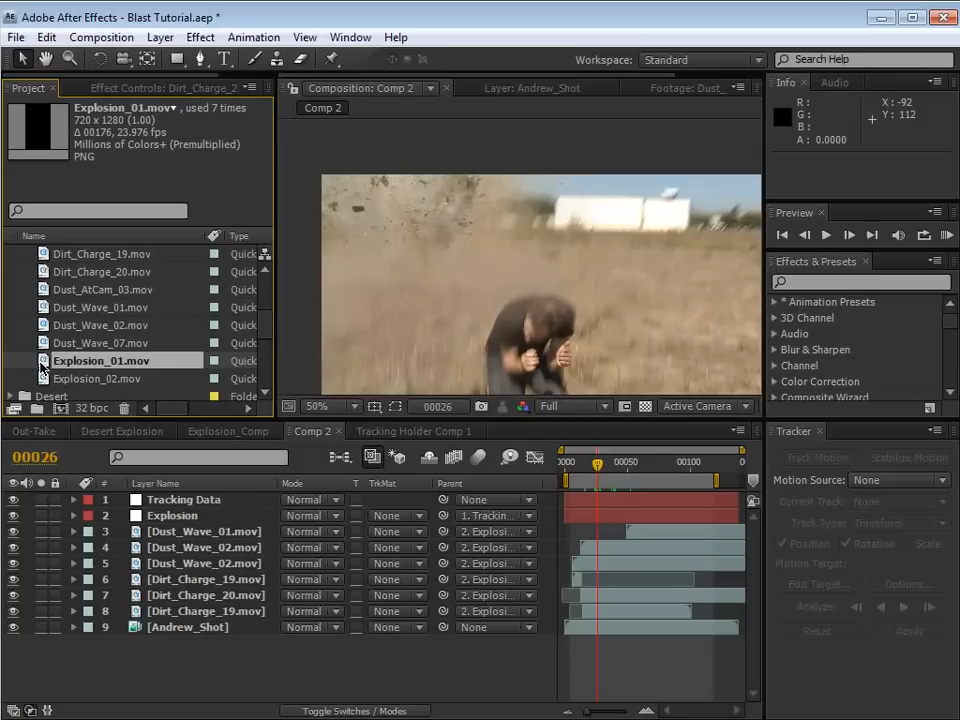 Adobe After Effects - Blast Tutorial.aep *
File Edit Composition Layer Effect Animation View Window Help
Workspace: Standard Search Help
Project Effect Controls: Dirt_Charge_2
Explosion_01.mov▾ , used 7 times
720 x 1280 (1.00)
Δ 00176, 23.976 fps
Millions of Colors+ (Premultiplied)
PNG
Name Type
Dirt_Charge_19.mov Quick
Dirt_Charge_20.mov Quick
Dust_AtCam_03.mov Quick
Dust_Wave_01.mov Quick
Dust_Wave_02.mov Quick
Dust_Wave_07.mov Quick
Explosion_01.mov Quick
Explosion_02.mov Quick
Desert Folde
32 bpc
Composition: Comp 2 Layer: Andrew_Shot Footage: Dust_
Comp 2
50% 00026 Full Active Camera
Info Audio
R : X : -92
G : Y : 112
B :
A : 0.0000
Preview
Effects & Presets
* Animation Presets
3D Channel
Audio
Blur & Sharpen
Channel
Color Correction
Composite Wizard
Out-Take Desert Explosion Explosion_Comp Comp 2 Tracking Holder Comp 1
00026 0000 00050 00100 0
# Layer Name Mode T TrkMat Parent
1 Tracking Data Normal None
2 Explosion Normal None 1. Trackin...
3 [Dust_Wave_01.mov] Normal None 2. Explosi...
4 [Dust_Wave_02.mov] Normal None 2. Explosi...
5 [Dust_Wave_02.mov] Normal None 2. Explosi...
6 [Dirt_Charge_19.mov] Normal None 2. Explosi...
7 [Dirt_Charge_20.mov] Normal None 2. Explosi...
8 [Dirt_Charge_19.mov] Normal None 2. Explosi...
9 [Andrew_Shot] Normal None None
Toggle Switches / Modes
Tracker
Track Motion Stabilize Motion
Motion Source: None
Current Track: None
Track Type: Transform
Position Rotation Scale
Motion Target:
Edit Target... Options...
Analyze:
Reset Apply